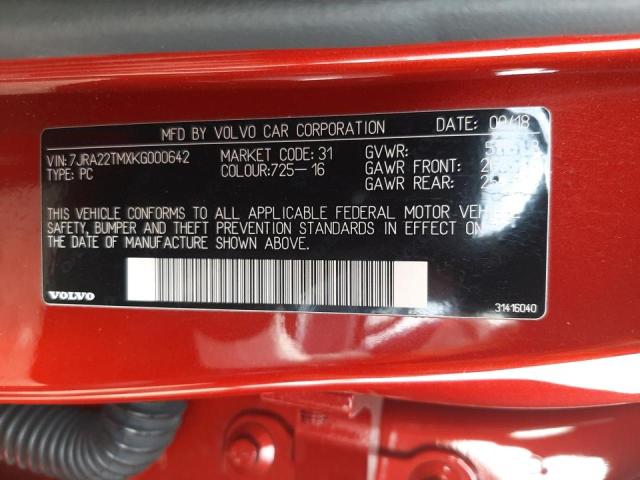 MFD BY VOLVO CAR CORPORATION DATE: 09/18
VIN:7JRA22TMXKG000642 MARKET CODE: 31 GVWR:
TYPE: PC COLOUR:725-16 GAWR FRONT:
GAWR REAR:
THIS VEHICLE CONFORMS TO ALL APPLICABLE FEDERAL MOTOR VEHICLE
SAFETY, BUMPER AND THEFT PREVENTION STANDARDS IN EFFECT ON
THE DATE OF MANUFACTURE SHOWN ABOVE.
VOLVO 31416040